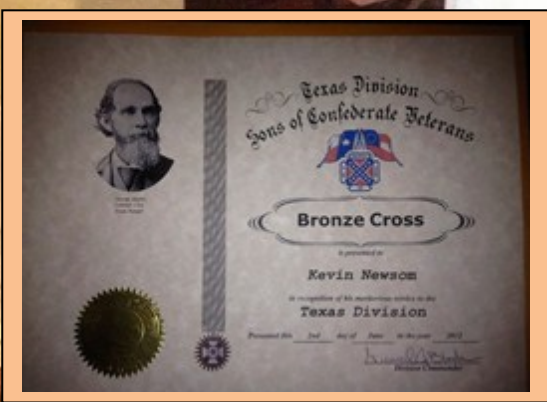 Texas Division
Sons of Confederate Veterans
Bronze Cross
is presented to
Kevin Newsom
in recognition of his meritorious service to the
Texas Division
Presented this 2nd day of June in the year 2012
Division Commander